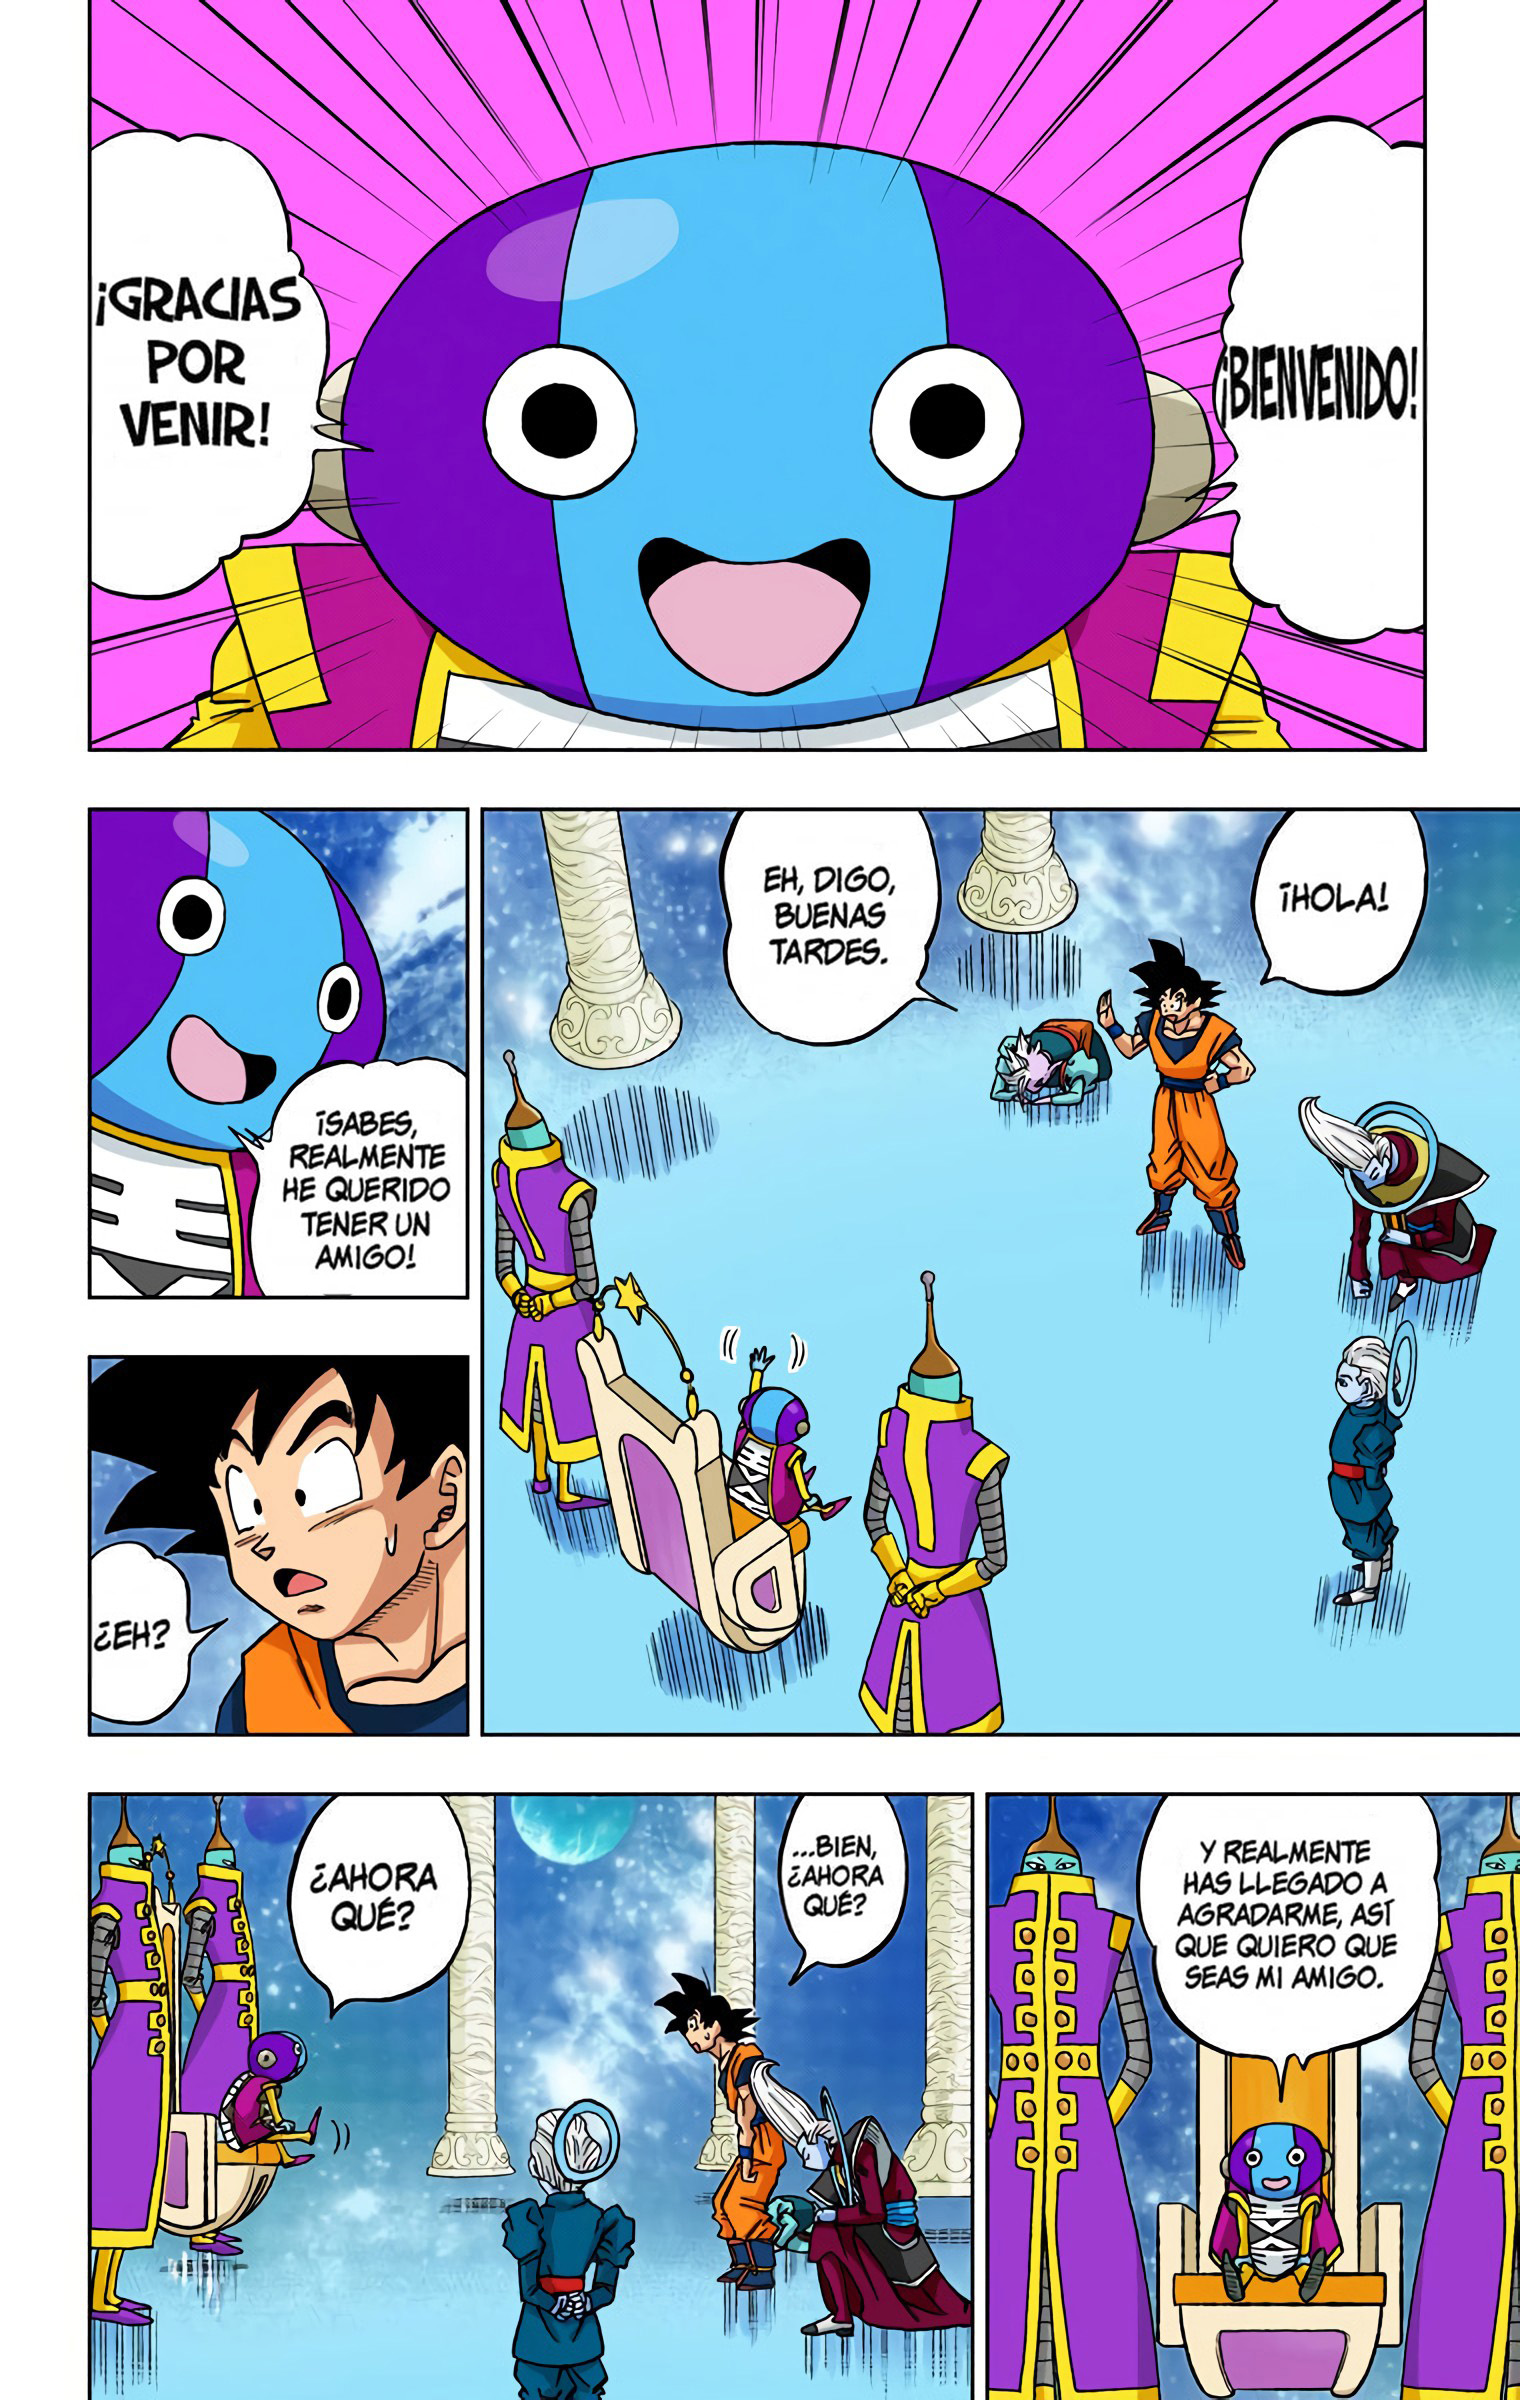 ¡BIENVENIDO!
¡GRACIAS
POR
VENIR!
¡HOLA!
EH, DIGO,
BUENAS
TARDES.
¡SABES,
REALMENTE
HE QUERIDO
TENER UN
AMIGO!
¿EH?
Y REALMENTE
HAS LLEGADO A
AGRADARME, ASÍ
QUE QUIERO QUE
SEAS MI AMIGO.
...BIEN,
¿AHORA
QUÉ?
¿AHORA
QUÉ?